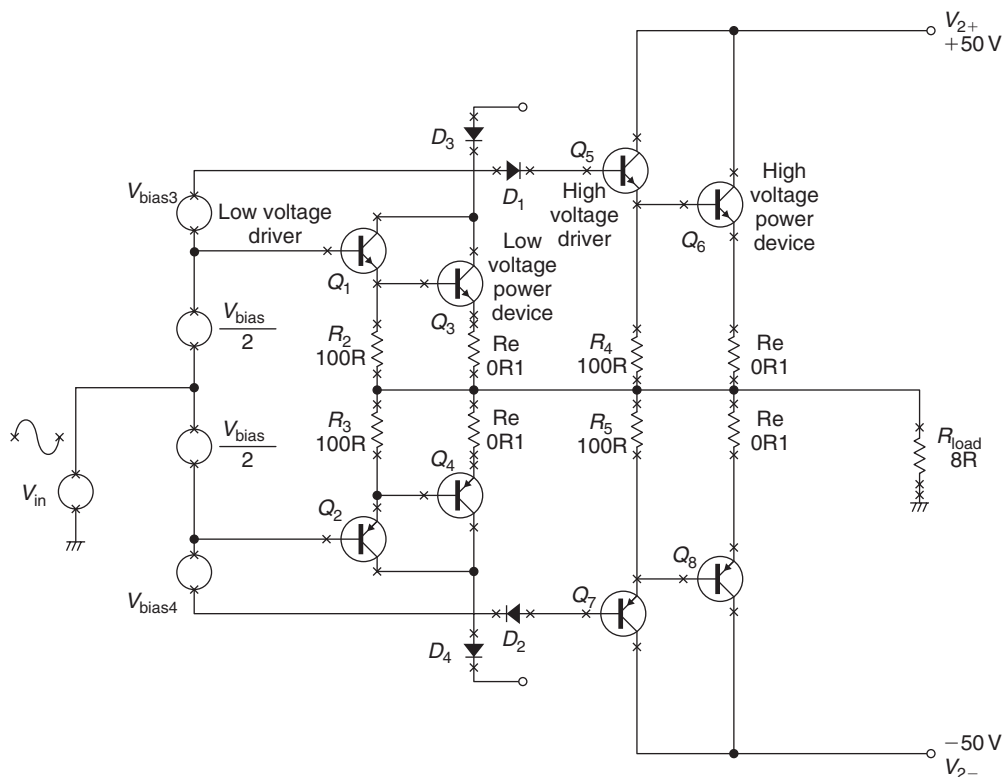 V2+
+50 V
D3
Q5
Vbias3
D1
High
voltage
driver
High
voltage
power
device
Low voltage
driver
Q6
Low
voltage
power
device
Q1
Q3
Vbias
2
R2
100R
Re
0R1
R4
100R
Re
0R1
R3
100R
Re
0R1
R5
100R
Re
0R1
Vbias
2
Rload
8R
Vin
Q4
Q2
Q8
Q7
Vbias4
D2
D4
−50 V
V2−